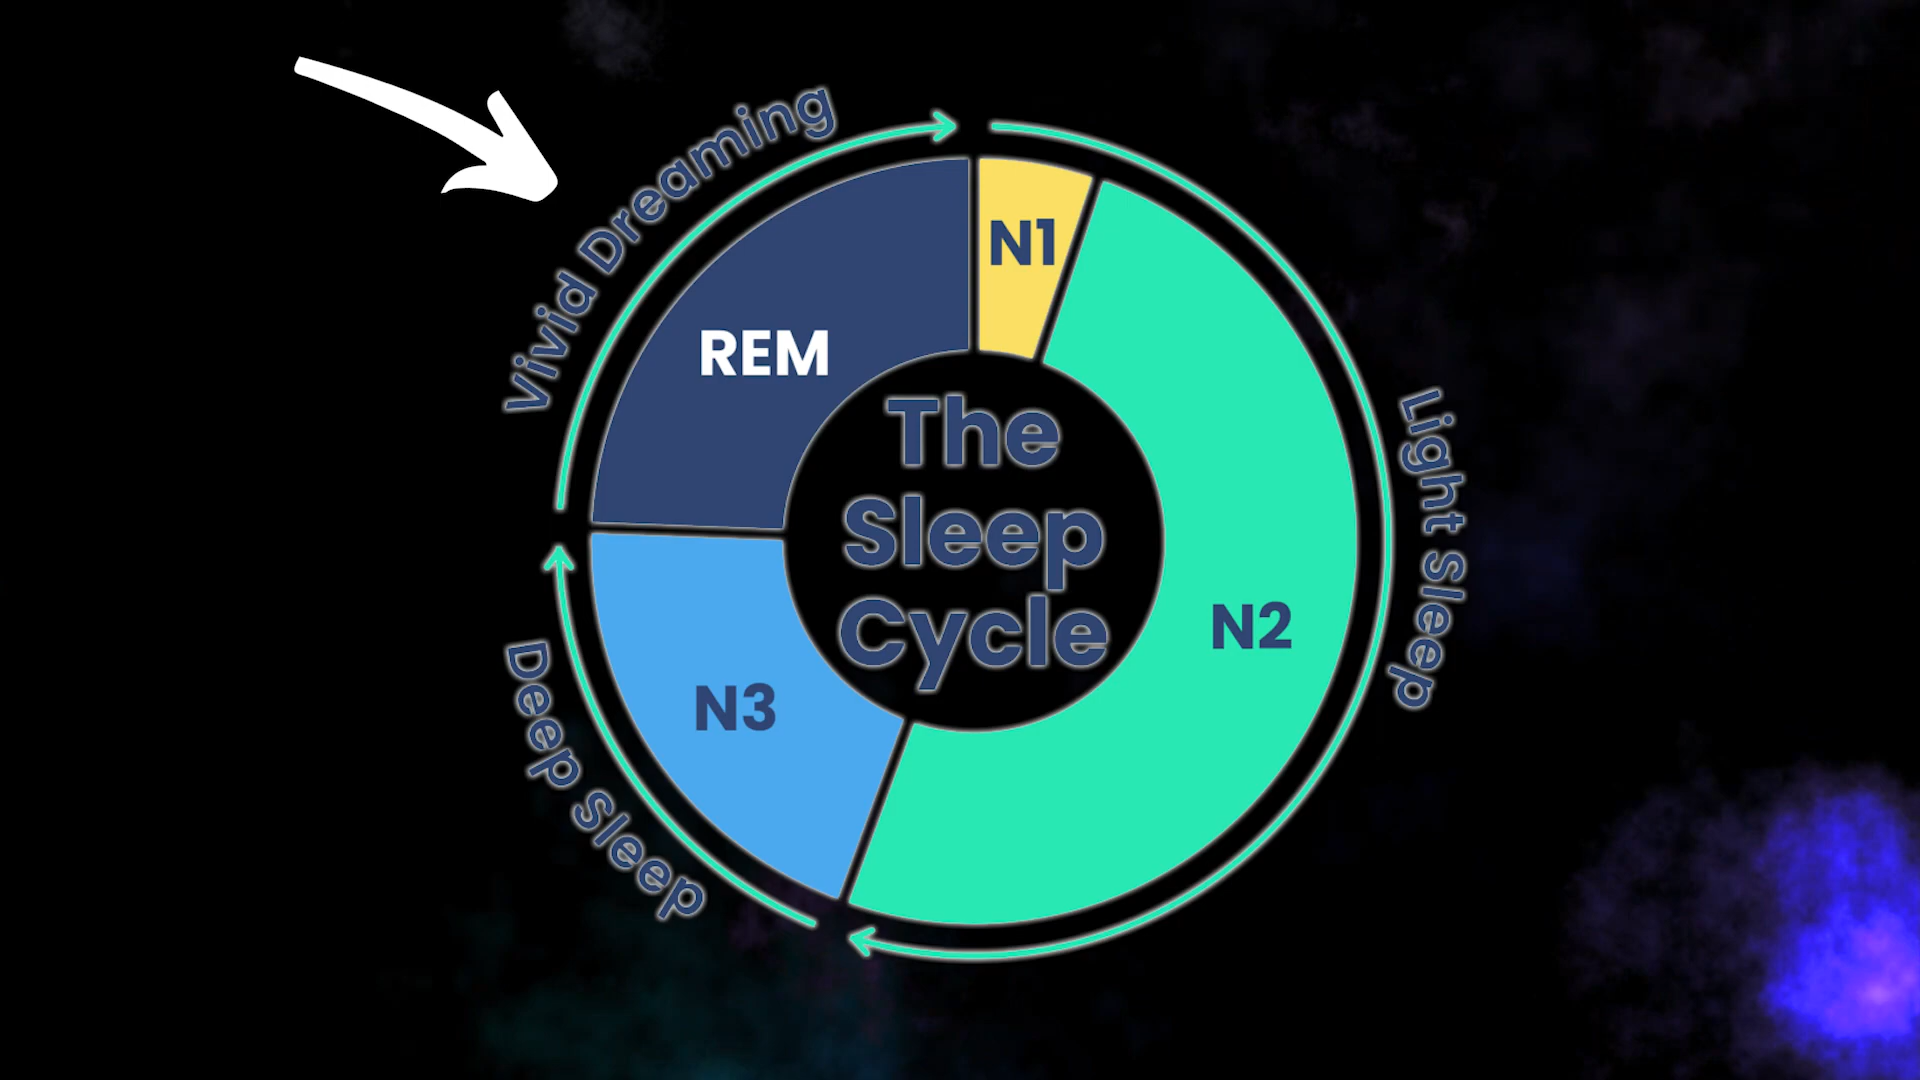 Vivid Dreaming
N1
REM
The
Sleep
Cycle
Light Sleep
N2
N3
Deep Sleep